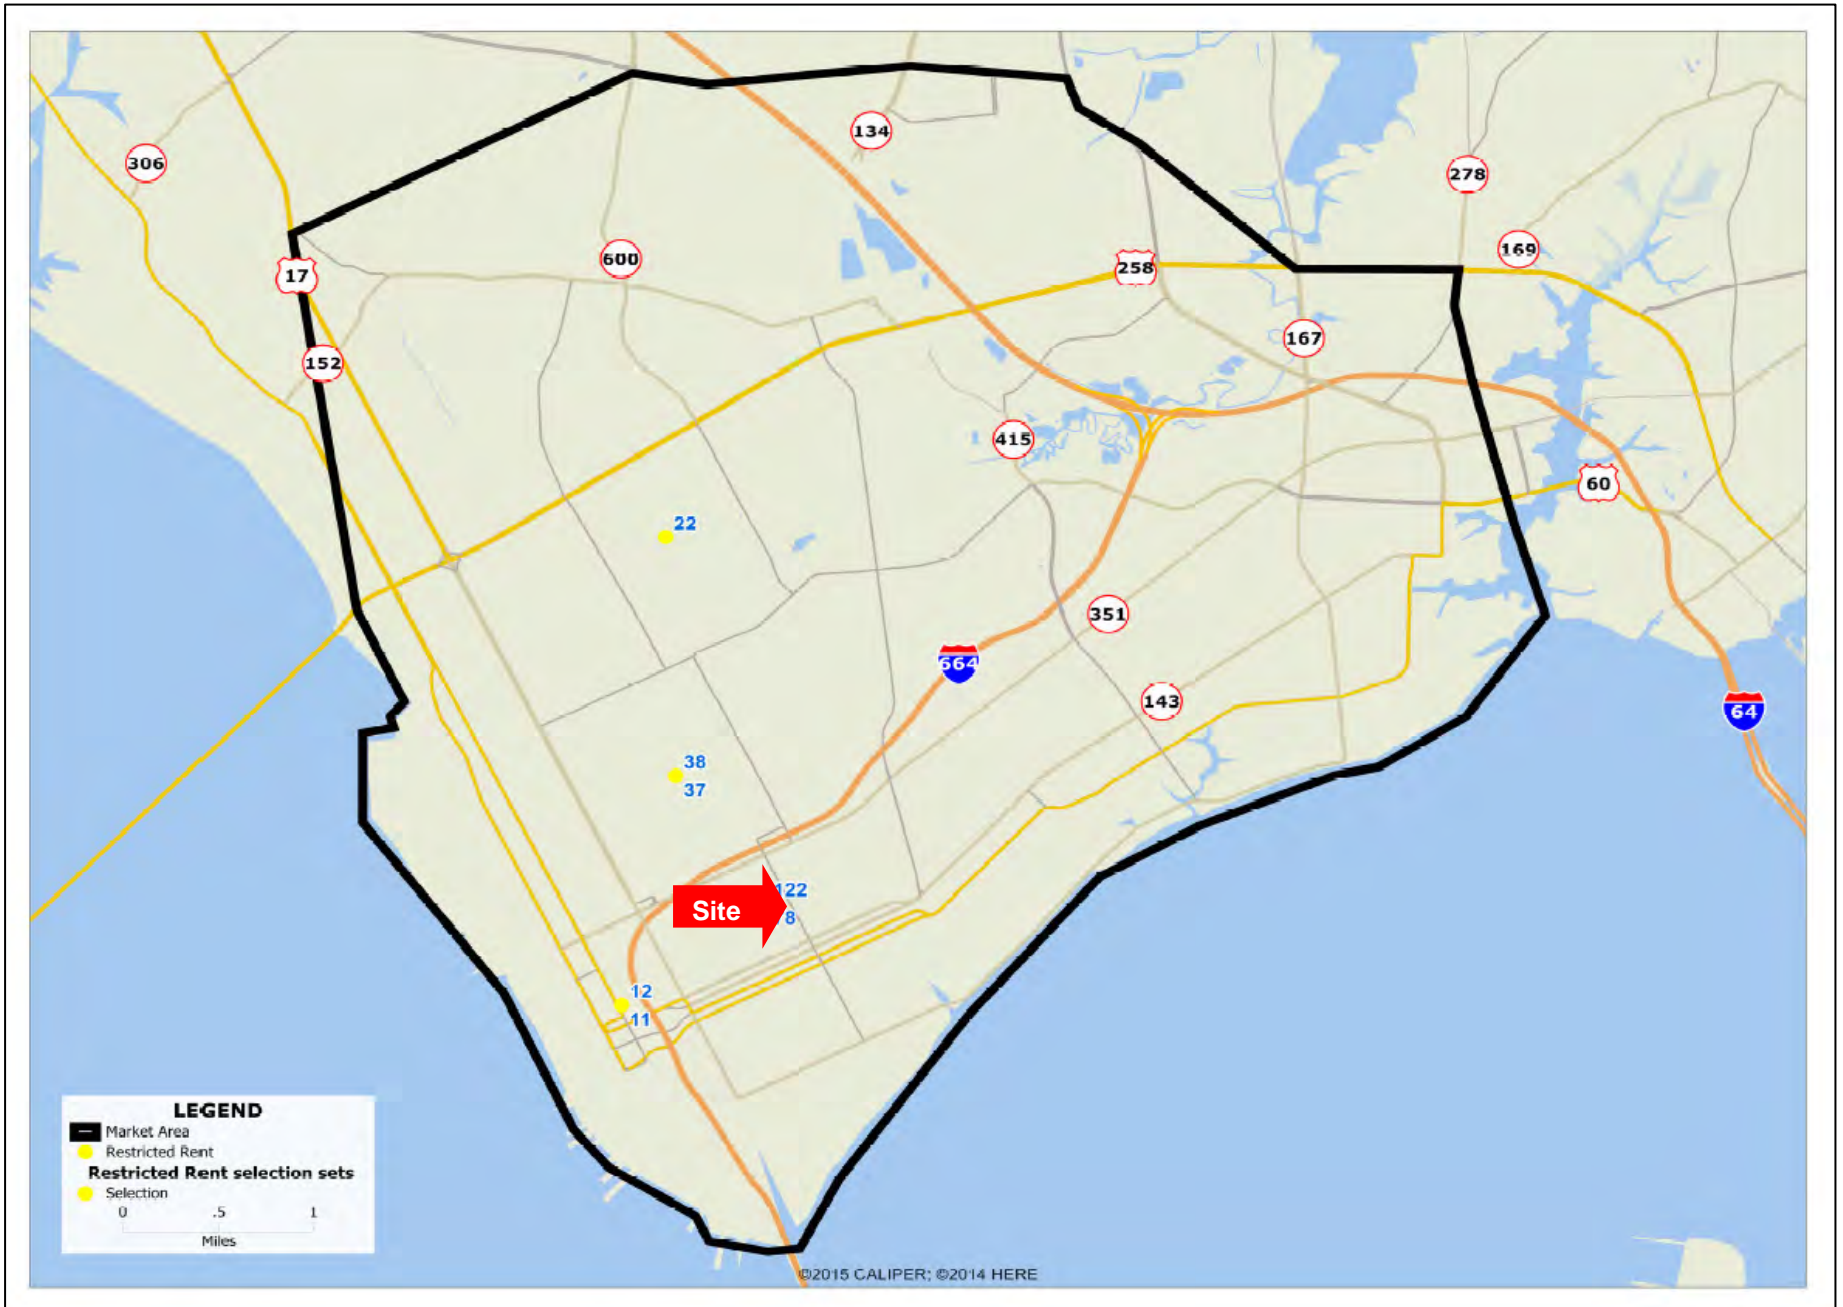 134
306
278
169
600
258
17
167
152
415
60
22
351
664
143
64
38
37
122
Site
8
12
11
LEGEND
Market Area
Restricted Rent
Restricted Rent selection sets
Selection
0 .5 1
Miles
©2015 CALIPER; ©2014 HERE